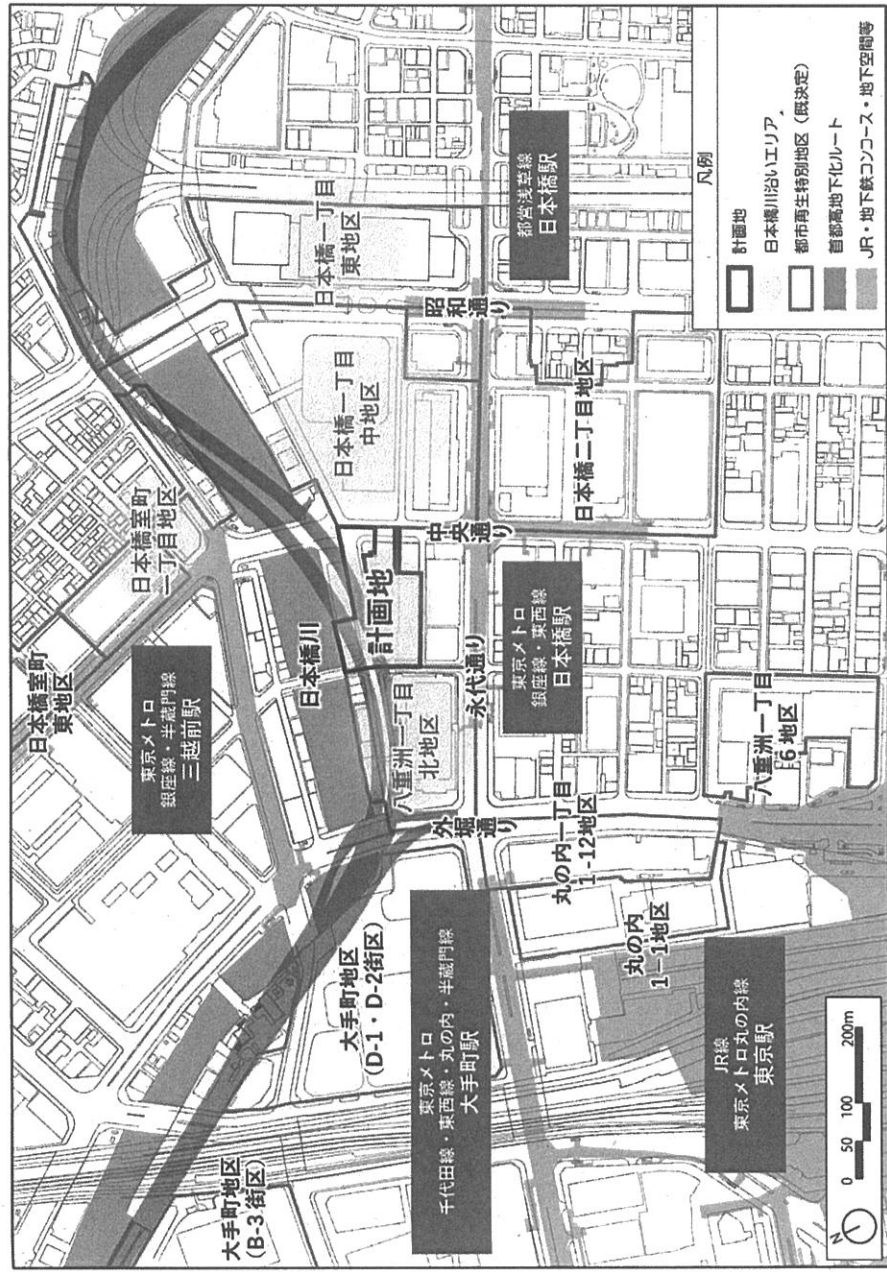 大手町地区
(B-3街区)
大手町地区
(D-1・D-2街区)
東京メトロ
千代田線・東西線・丸の内・半蔵門線
大手町駅
JR線
東京メトロ丸の内線
東京駅
丸の内
1-1地区
丸の内一丁目
1-12地区
外堀通り
八重洲一丁目
北地区
八重洲一丁目
6地区
日本橋室町
東地区
東京メトロ
銀座線・半蔵門線
三越前駅
日本橋川
計画地
永代通り
東京メトロ
銀座線・東西線
日本橋駅
日本橋室町
一丁目地区
中央通り
日本橋一丁目
中地区
日本橋二丁目地区
昭和通り
日本橋一丁目
東地区
都営浅草線
日本橋駅
凡例
計画地
日本橋川沿いエリア
都市再生特別地区(既決定)
首都高地下化ルート
JR・地下鉄コンコース・地下空間等
N
0 50 100 200m